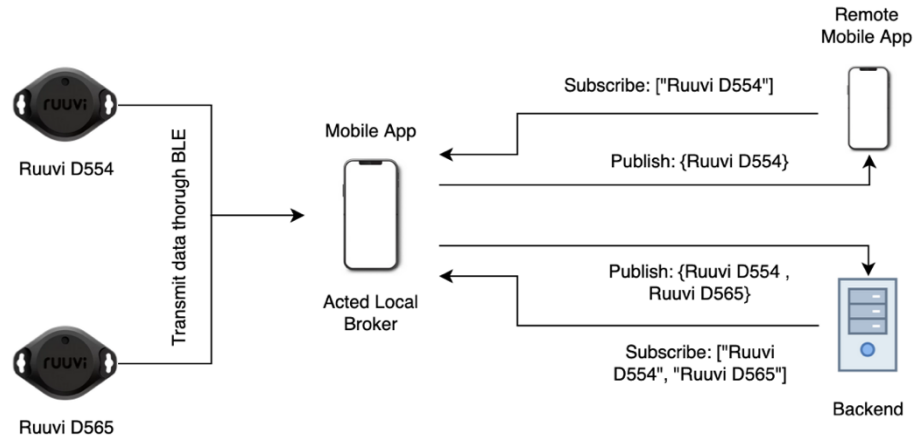 Remote
Mobile App
ruuvi
Subscribe: ["Ruuvi D554"]
Mobile App
Ruuvi D554
Publish: {Ruuvi D554}
Transmit data thorugh BLE
Publish: {Ruuvi D554 ,
Ruuvi D565}
Acted Local
Broker
ruuvi
Subscribe: ["Ruuvi
D554", "Ruuvi D565"]
Backend
Ruuvi D565